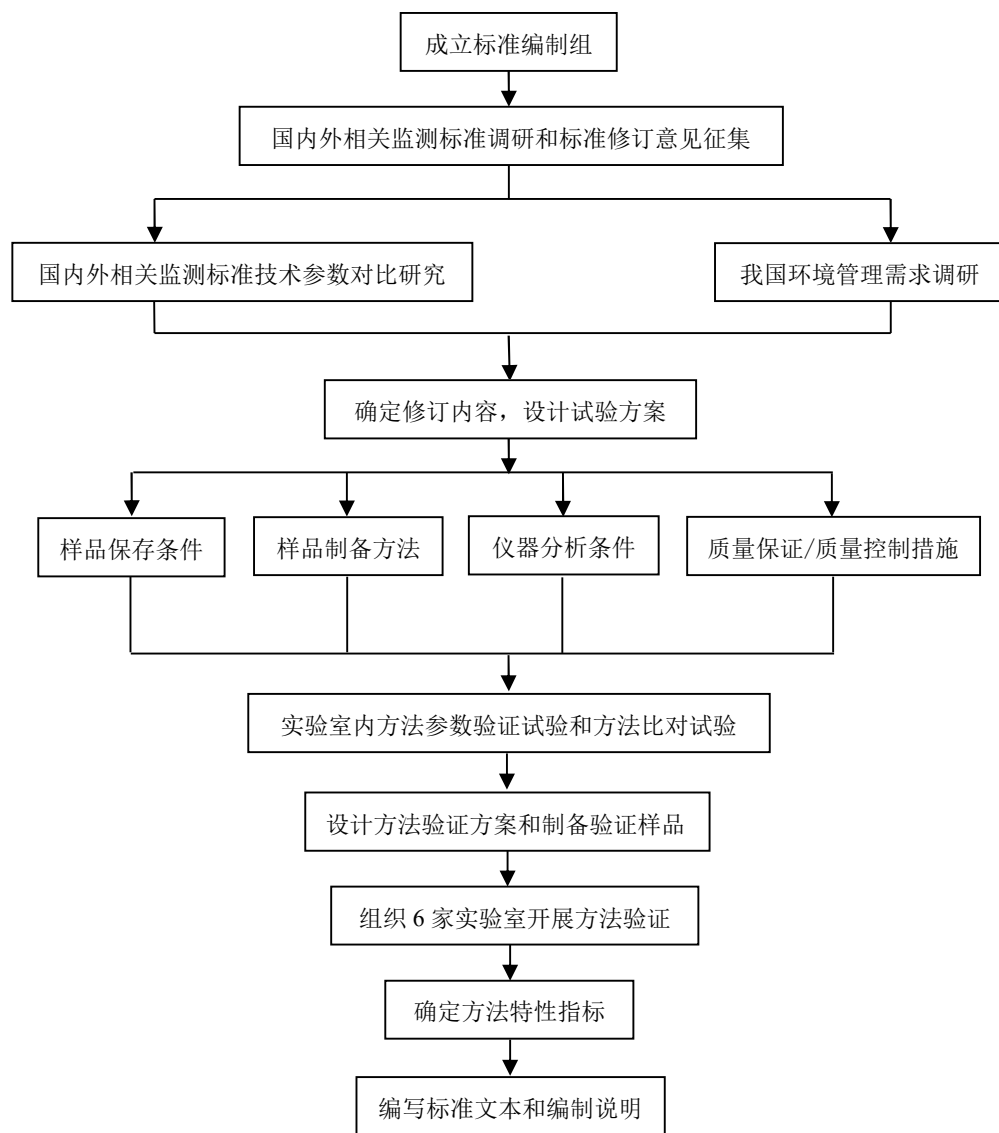 成立标准编制组
国内外相关监测标准调研和标准修订意见征集
国内外相关监测标准技术参数对比研究
我国环境管理需求调研
确定修订内容，设计试验方案
样品保存条件
样品制备方法
仪器分析条件
质量保证/质量控制措施
实验室内方法参数验证试验和方法比对试验
设计方法验证方案和制备验证样品
组织 6 家实验室开展方法验证
确定方法特性指标
编写标准文本和编制说明